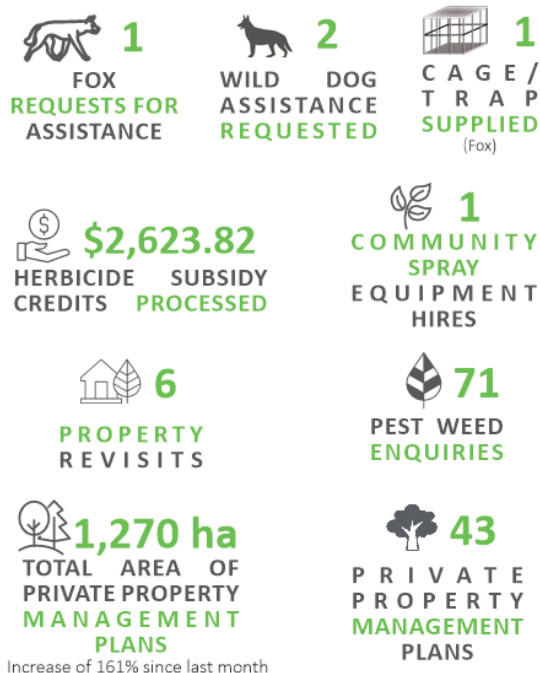 1
FOX
REQUESTS FOR
ASSISTANCE
2
WILD DOG
ASSISTANCE
REQUESTED
1
CAGE/
TRAP
SUPPLIED
(Fox)
$
$2,623.82
HERBICIDE SUBSIDY
CREDITS PROCESSED
1
COMMUNITY
SPRAY
EQUIPMENT
HIRES
6
PROPERTY
REVISITS
71
PEST WEED
ENQUIRIES
1,270 ha
TOTAL AREA OF
PRIVATE PROPERTY
MANAGEMENT
PLANS
Increase of 161% since last month
43
PRIVATE
PROPERTY
MANAGEMENT
PLANS